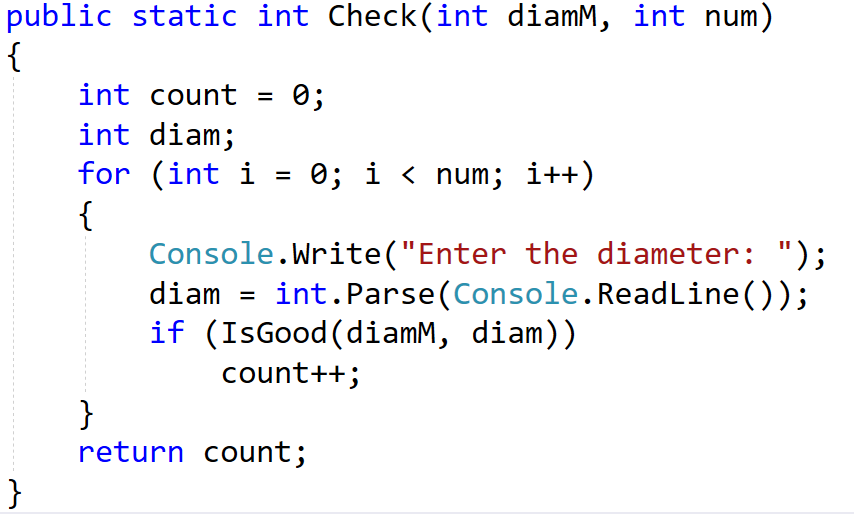 public static int Check(int diamM, int num)
{
    int count = 0;
    int diam;
    for (int i = 0; i < num; i++)
    {
        Console.Write("Enter the diameter: ");
        diam = int.Parse(Console.ReadLine());
        if (IsGood(diamM, diam))
            count++;
    }
    return count;
}